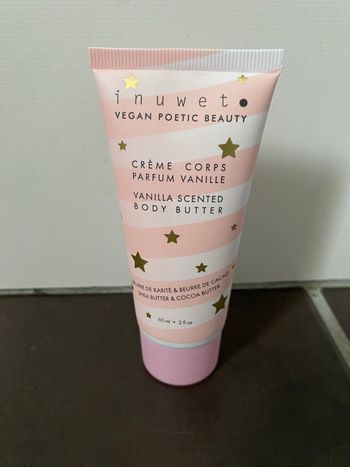 inuwet
VEGAN POETIC BEAUTY
CRÈME CORPS
PARFUM VANILLE
VANILLA SCENTED
BODY BUTTER
BEURRE DE KARITÉ & BEURRE DE CACAO
SHEA BUTTER & COCOA BUTTER
60 ml • 2 fl oz